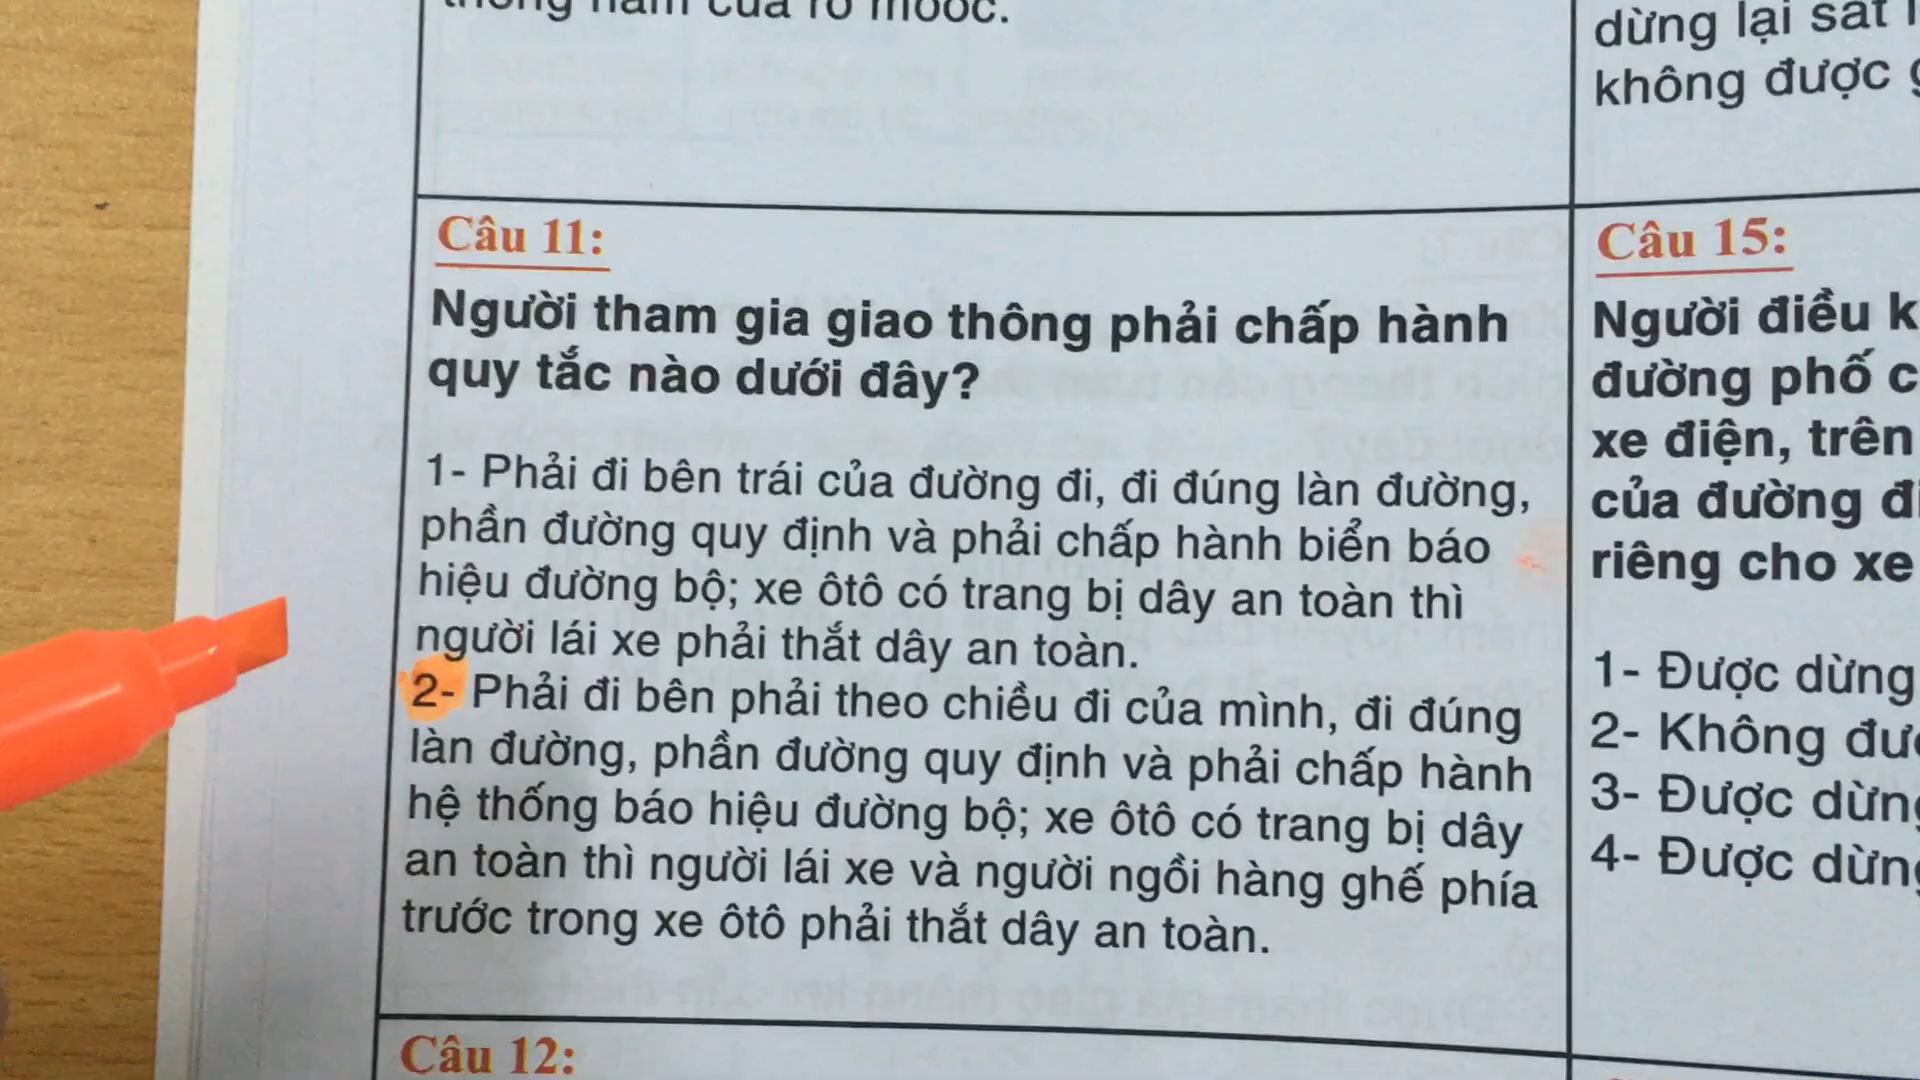 của rơ moóc.
Câu 11:
Người tham gia giao thông phải chấp hành
quy tắc nào dưới đây?
1- Phải đi bên trái của đường đi, đi đúng làn đường,
phần đường quy định và phải chấp hành biển báo
hiệu đường bộ; xe ôtô có trang bị dây an toàn thì
người lái xe phải thắt dây an toàn.
2- Phải đi bên phải theo chiều đi của mình, đi đúng
làn đường, phần đường quy định và phải chấp hành
hệ thống báo hiệu đường bộ; xe ôtô có trang bị dây
an toàn thì người lái xe và người ngồi hàng ghế phía
trước trong xe ôtô phải thắt dây an toàn.
Câu 12:
dừng lại sát
không được
Câu 15:
Người điều
đường phố
xe điện, trên
của đường
riêng cho xe
1- Được dừng
2- Không
3- Được
4- Được